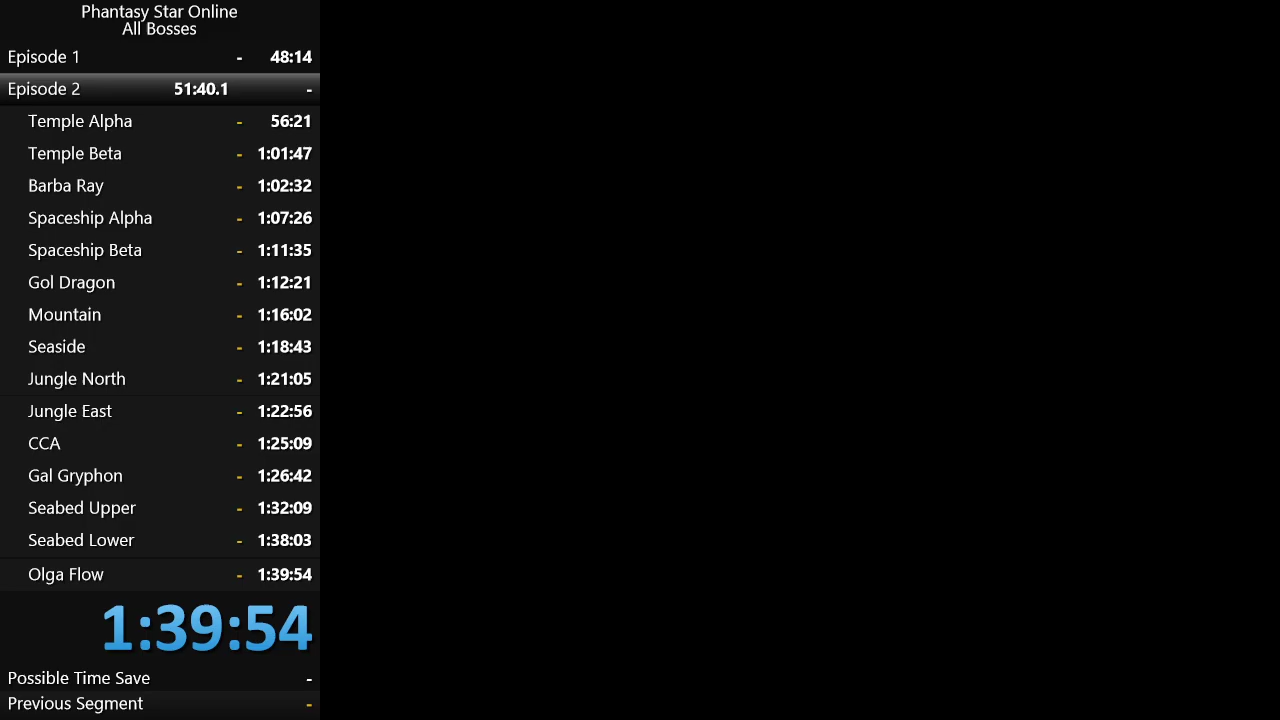 Phantasy Star Online
All Bosses
Episode 1 - 48:14
Episode 2 51:40.1 -
Temple Alpha - 56:21
Temple Beta - 1:01:47
Barba Ray - 1:02:32
Spaceship Alpha - 1:07:26
Spaceship Beta - 1:11:35
Gol Dragon - 1:12:21
Mountain - 1:16:02
Seaside - 1:18:43
Jungle North - 1:21:05
Jungle East - 1:22:56
CCA - 1:25:09
Gal Gryphon - 1:26:42
Seabed Upper - 1:32:09
Seabed Lower - 1:38:03
Olga Flow - 1:39:54
1:39:54
Possible Time Save -
Previous Segment -